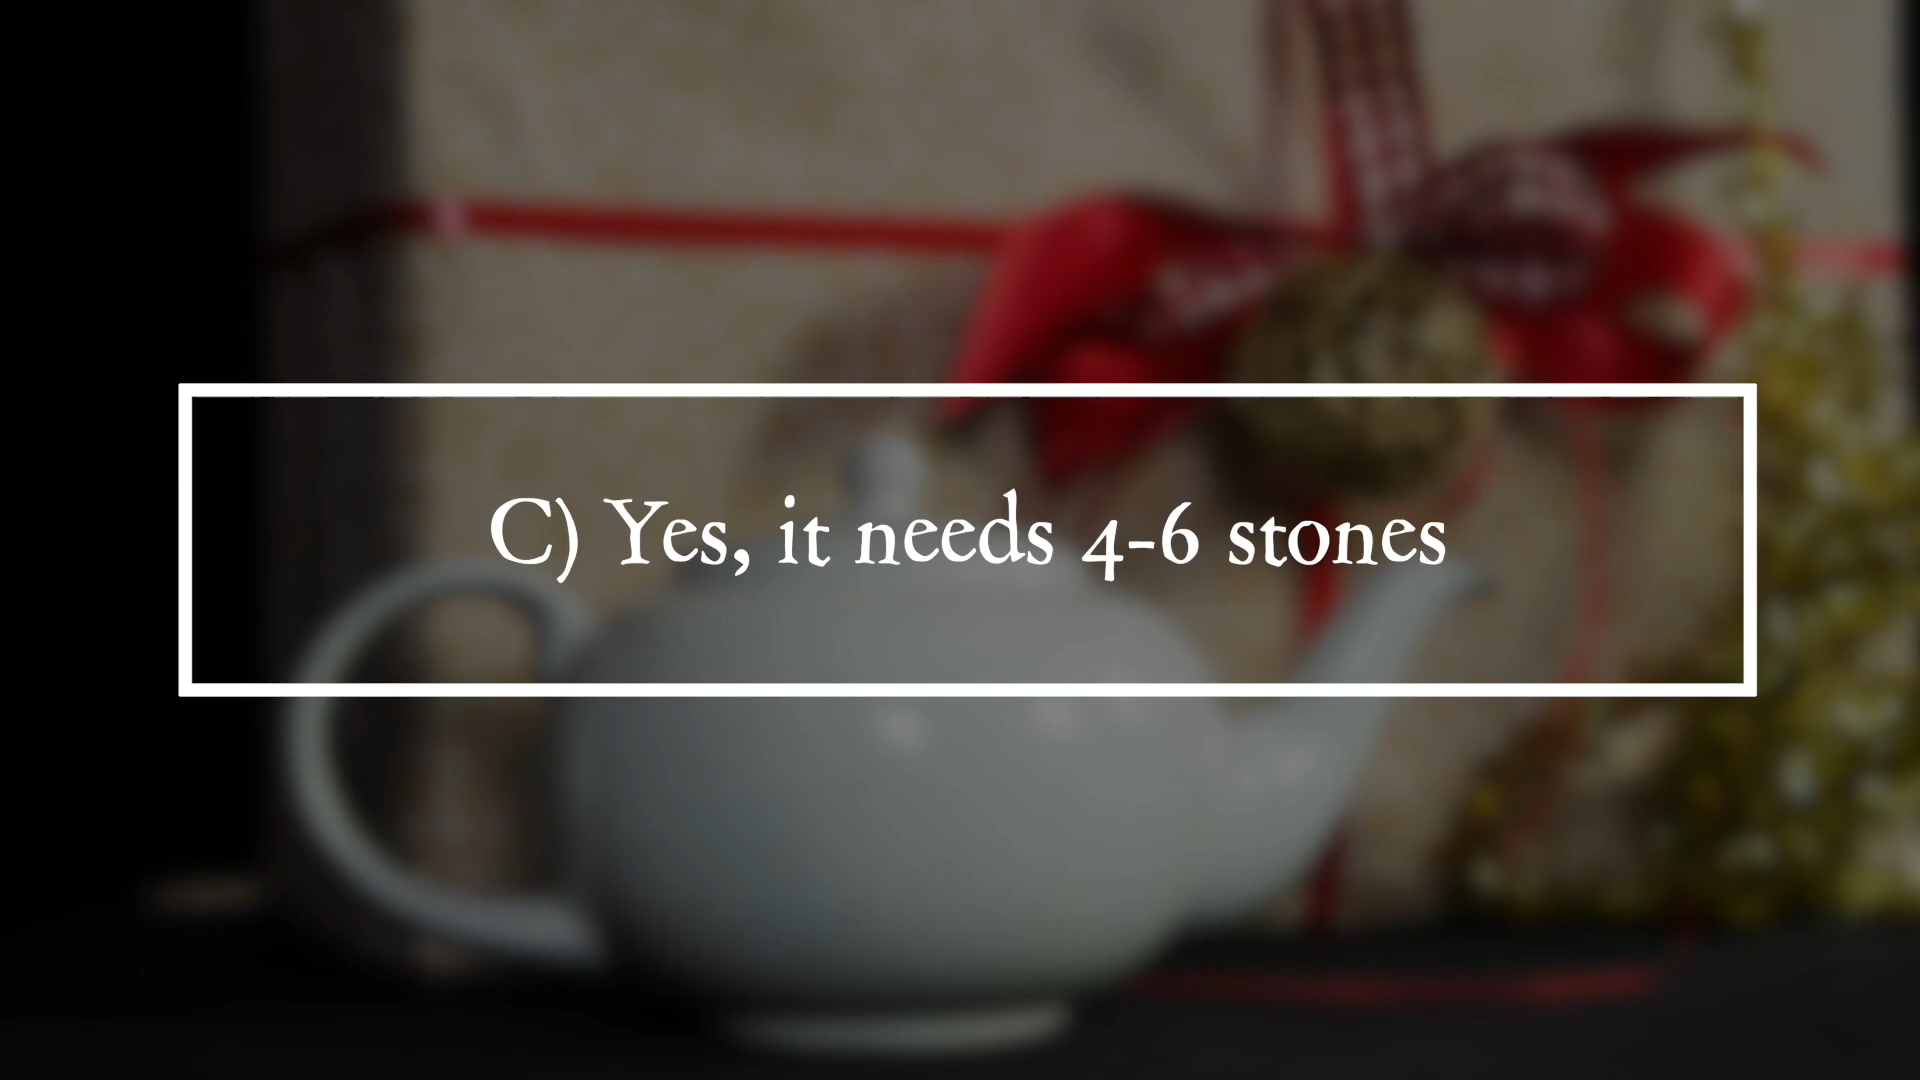 C) Yes, it needs 4-6 stones